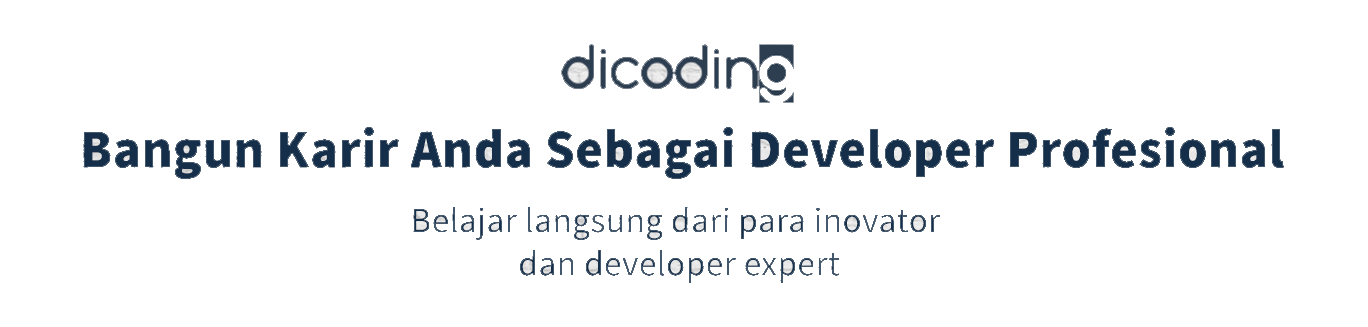 dicoding
Bangun Karir Anda Sebagai Developer Profesional
Belajar langsung dari para inovator
dan developer expert